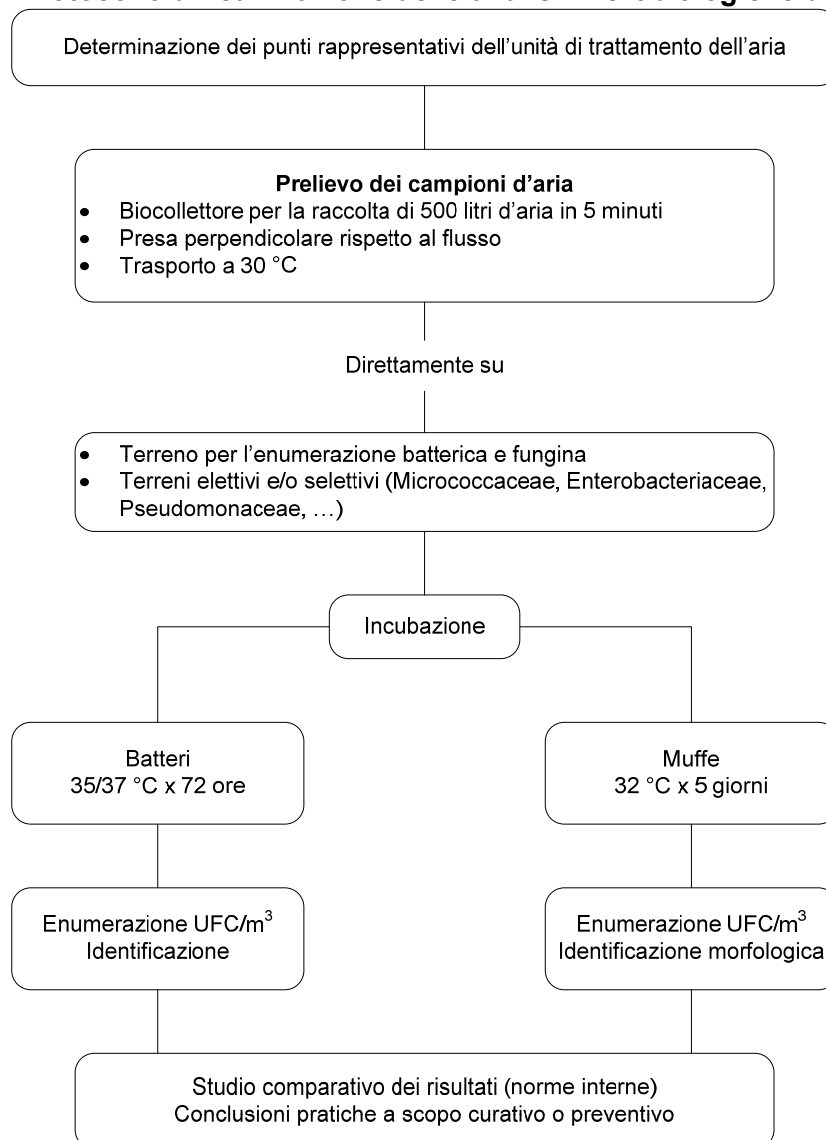 Determinazione dei punti rappresentativi dell'unità di trattamento dell'aria
Prelievo dei campioni d'aria
• Biocollettore per la raccolta di 500 litri d'aria in 5 minuti
• Presa perpendicolare rispetto al flusso
• Trasporto a 30 °C
Direttamente su
• Terreno per l'enumerazione batterica e fungina
• Terreni elettivi e/o selettivi (Micrococcaceae, Enterobacteriaceae,
Pseudomonaceae, …)
Incubazione
Batteri
35/37 °C x 72 ore
Muffe
32 °C x 5 giorni
Enumerazione UFC/m³
Identificazione
Enumerazione UFC/m³
Identificazione morfologica
Studio comparativo dei risultati (norme interne)
Conclusioni pratiche a scopo curativo o preventivo